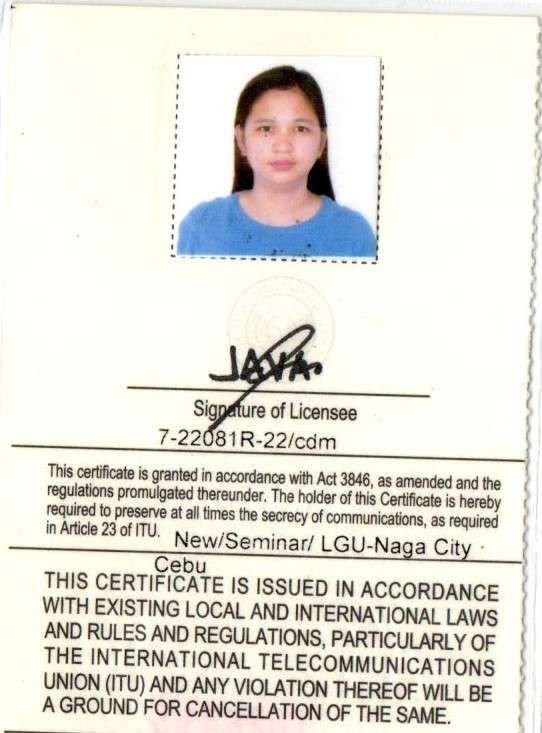 JAVA.
Signature of Licensee
7-22081R-22/cdm
This certificate is granted in accordance with Act 3846, as amended and the
regulations promulgated thereunder. The holder of this Certificate is hereby
required to preserve at all times the secrecy of communications, as required
in Article 23 of ITU.
New/Seminar/ LGU-Naga City
Cebu
THIS CERTIFICATE IS ISSUED IN ACCORDANCE
WITH EXISTING LOCAL AND INTERNATIONAL LAWS
AND RULES AND REGULATIONS, PARTICULARLY OF
THE INTERNATIONAL TELECOMMUNICATIONS
UNION (ITU) AND ANY VIOLATION THEREOF WILL BE
A GROUND FOR CANCELLATION OF THE SAME.